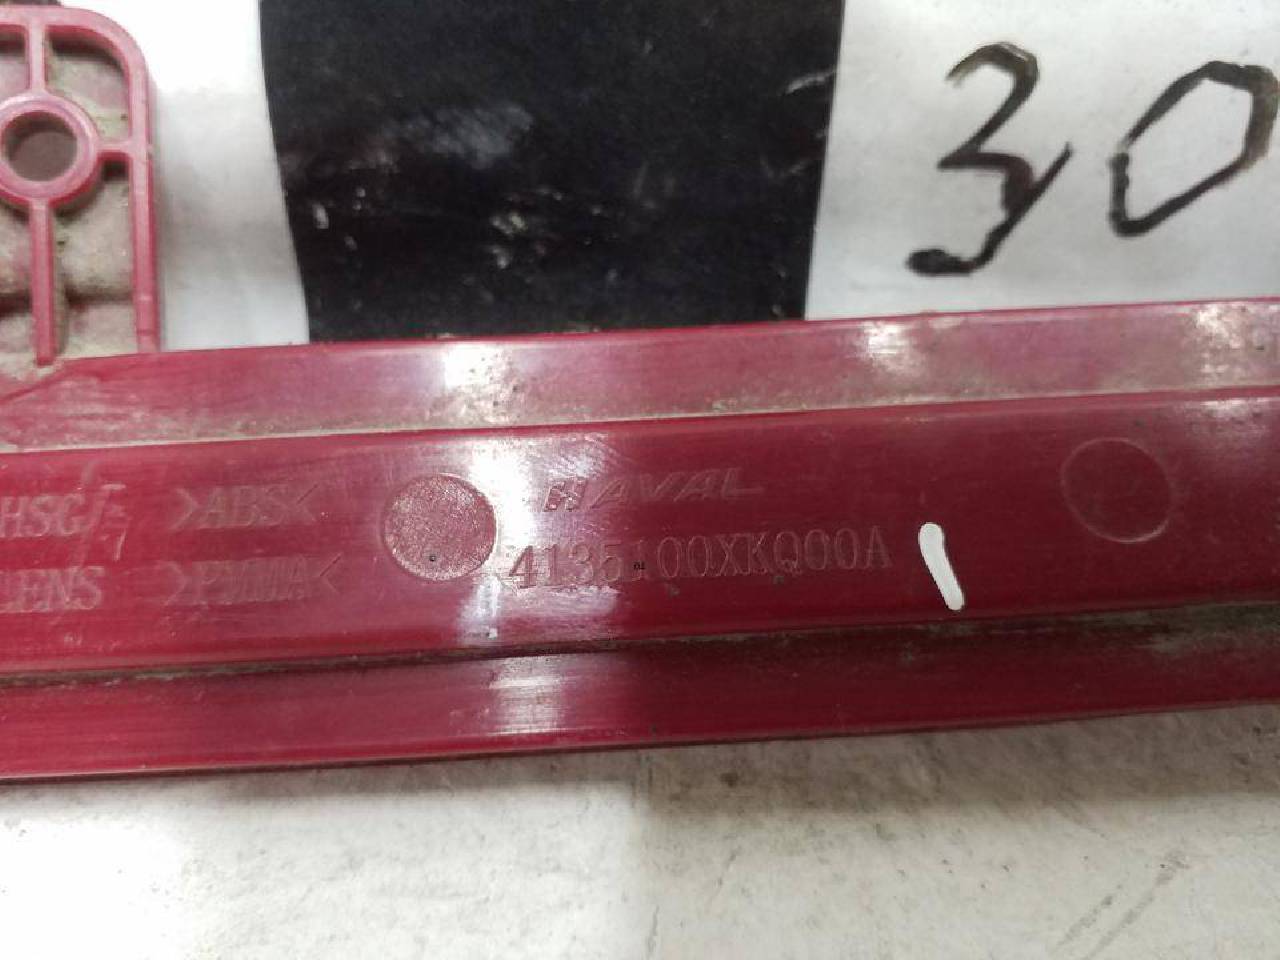 30
HSG >ABS< HAVAL
LENS >PMMA< 4135100XKQ00A